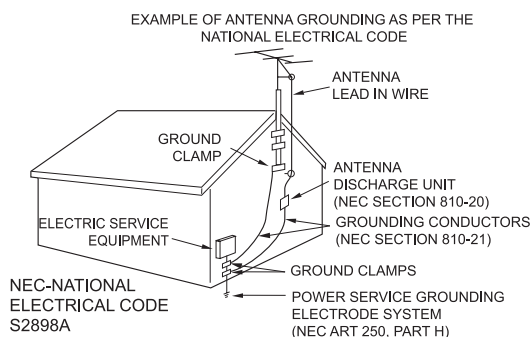 EXAMPLE OF ANTENNA GROUNDING AS PER THE
NATIONAL ELECTRICAL CODE
ANTENNA
LEAD IN WIRE
GROUND
CLAMP
ANTENNA
DISCHARGE UNIT
(NEC SECTION 810-20)
ELECTRIC SERVICE
EQUIPMENT
GROUNDING CONDUCTORS
(NEC SECTION 810-21)
GROUND CLAMPS
NEC-NATIONAL
ELECTRICAL CODE
S2898A
POWER SERVICE GROUNDING
ELECTRODE SYSTEM
(NEC ART 250, PART H)